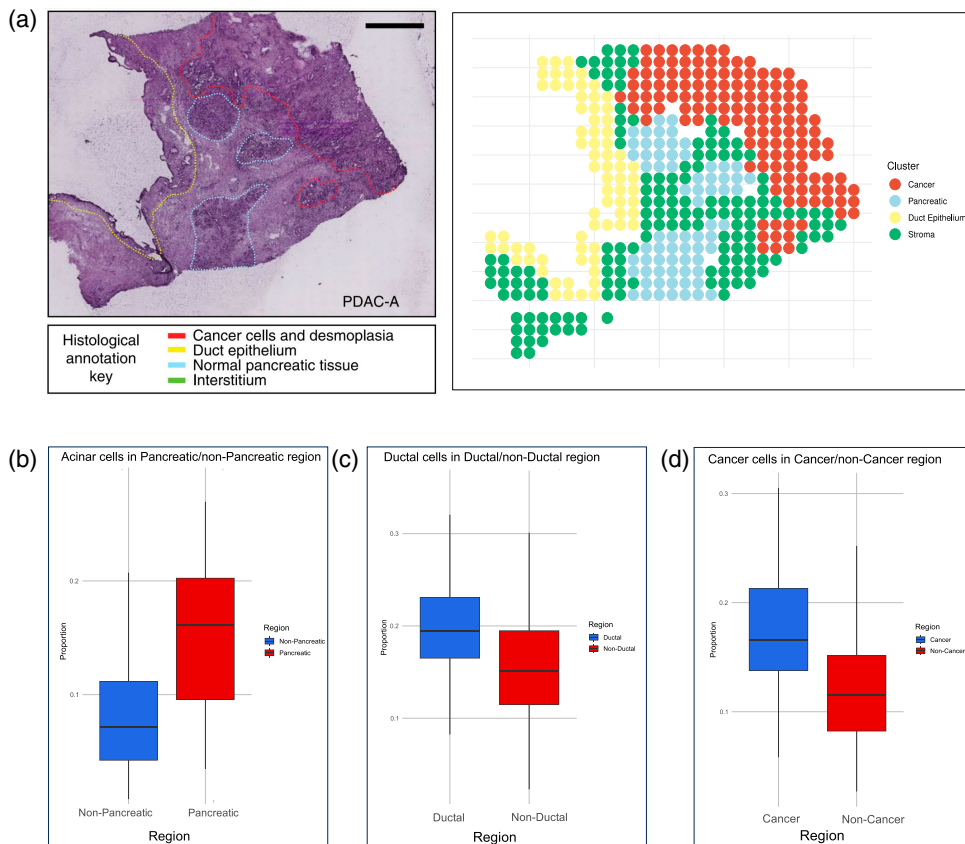 (a)
PDAC-A
Histological
annotation
key
Cancer cells and desmoplasia
Duct epithelium
Normal pancreatic tissue
Interstitium
Cluster
Cancer
Pancreatic
Duct Epithelium
Stroma
(b)
Acinar cells in Pancreatic/non-Pancreatic region
Proportion
0.2
0.1
Region
Non-Pancreatic
Pancreatic
Non-Pancreatic
Pancreatic
Region
(c)
Ductal cells in Ductal/non-Ductal region
Proportion
0.3
0.2
0.1
Region
Ductal
Non-Ductal
Ductal
Non-Ductal
Region
(d)
Cancer cells in Cancer/non-Cancer region
Proportion
0.3
0.2
0.1
Region
Cancer
Non-Cancer
Cancer
Non-Cancer
Region